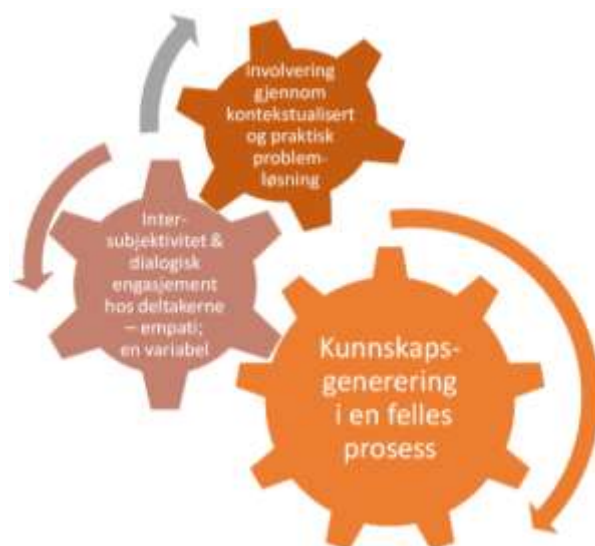 involvering
gjennom
kontekstualisert
og praktisk
problem-
løsning
Inter-
subjektivitet &
dialogisk
engasjement
hos deltakerne
– empati;
en variabel
Kunnskaps-
generering
i en felles
prosess